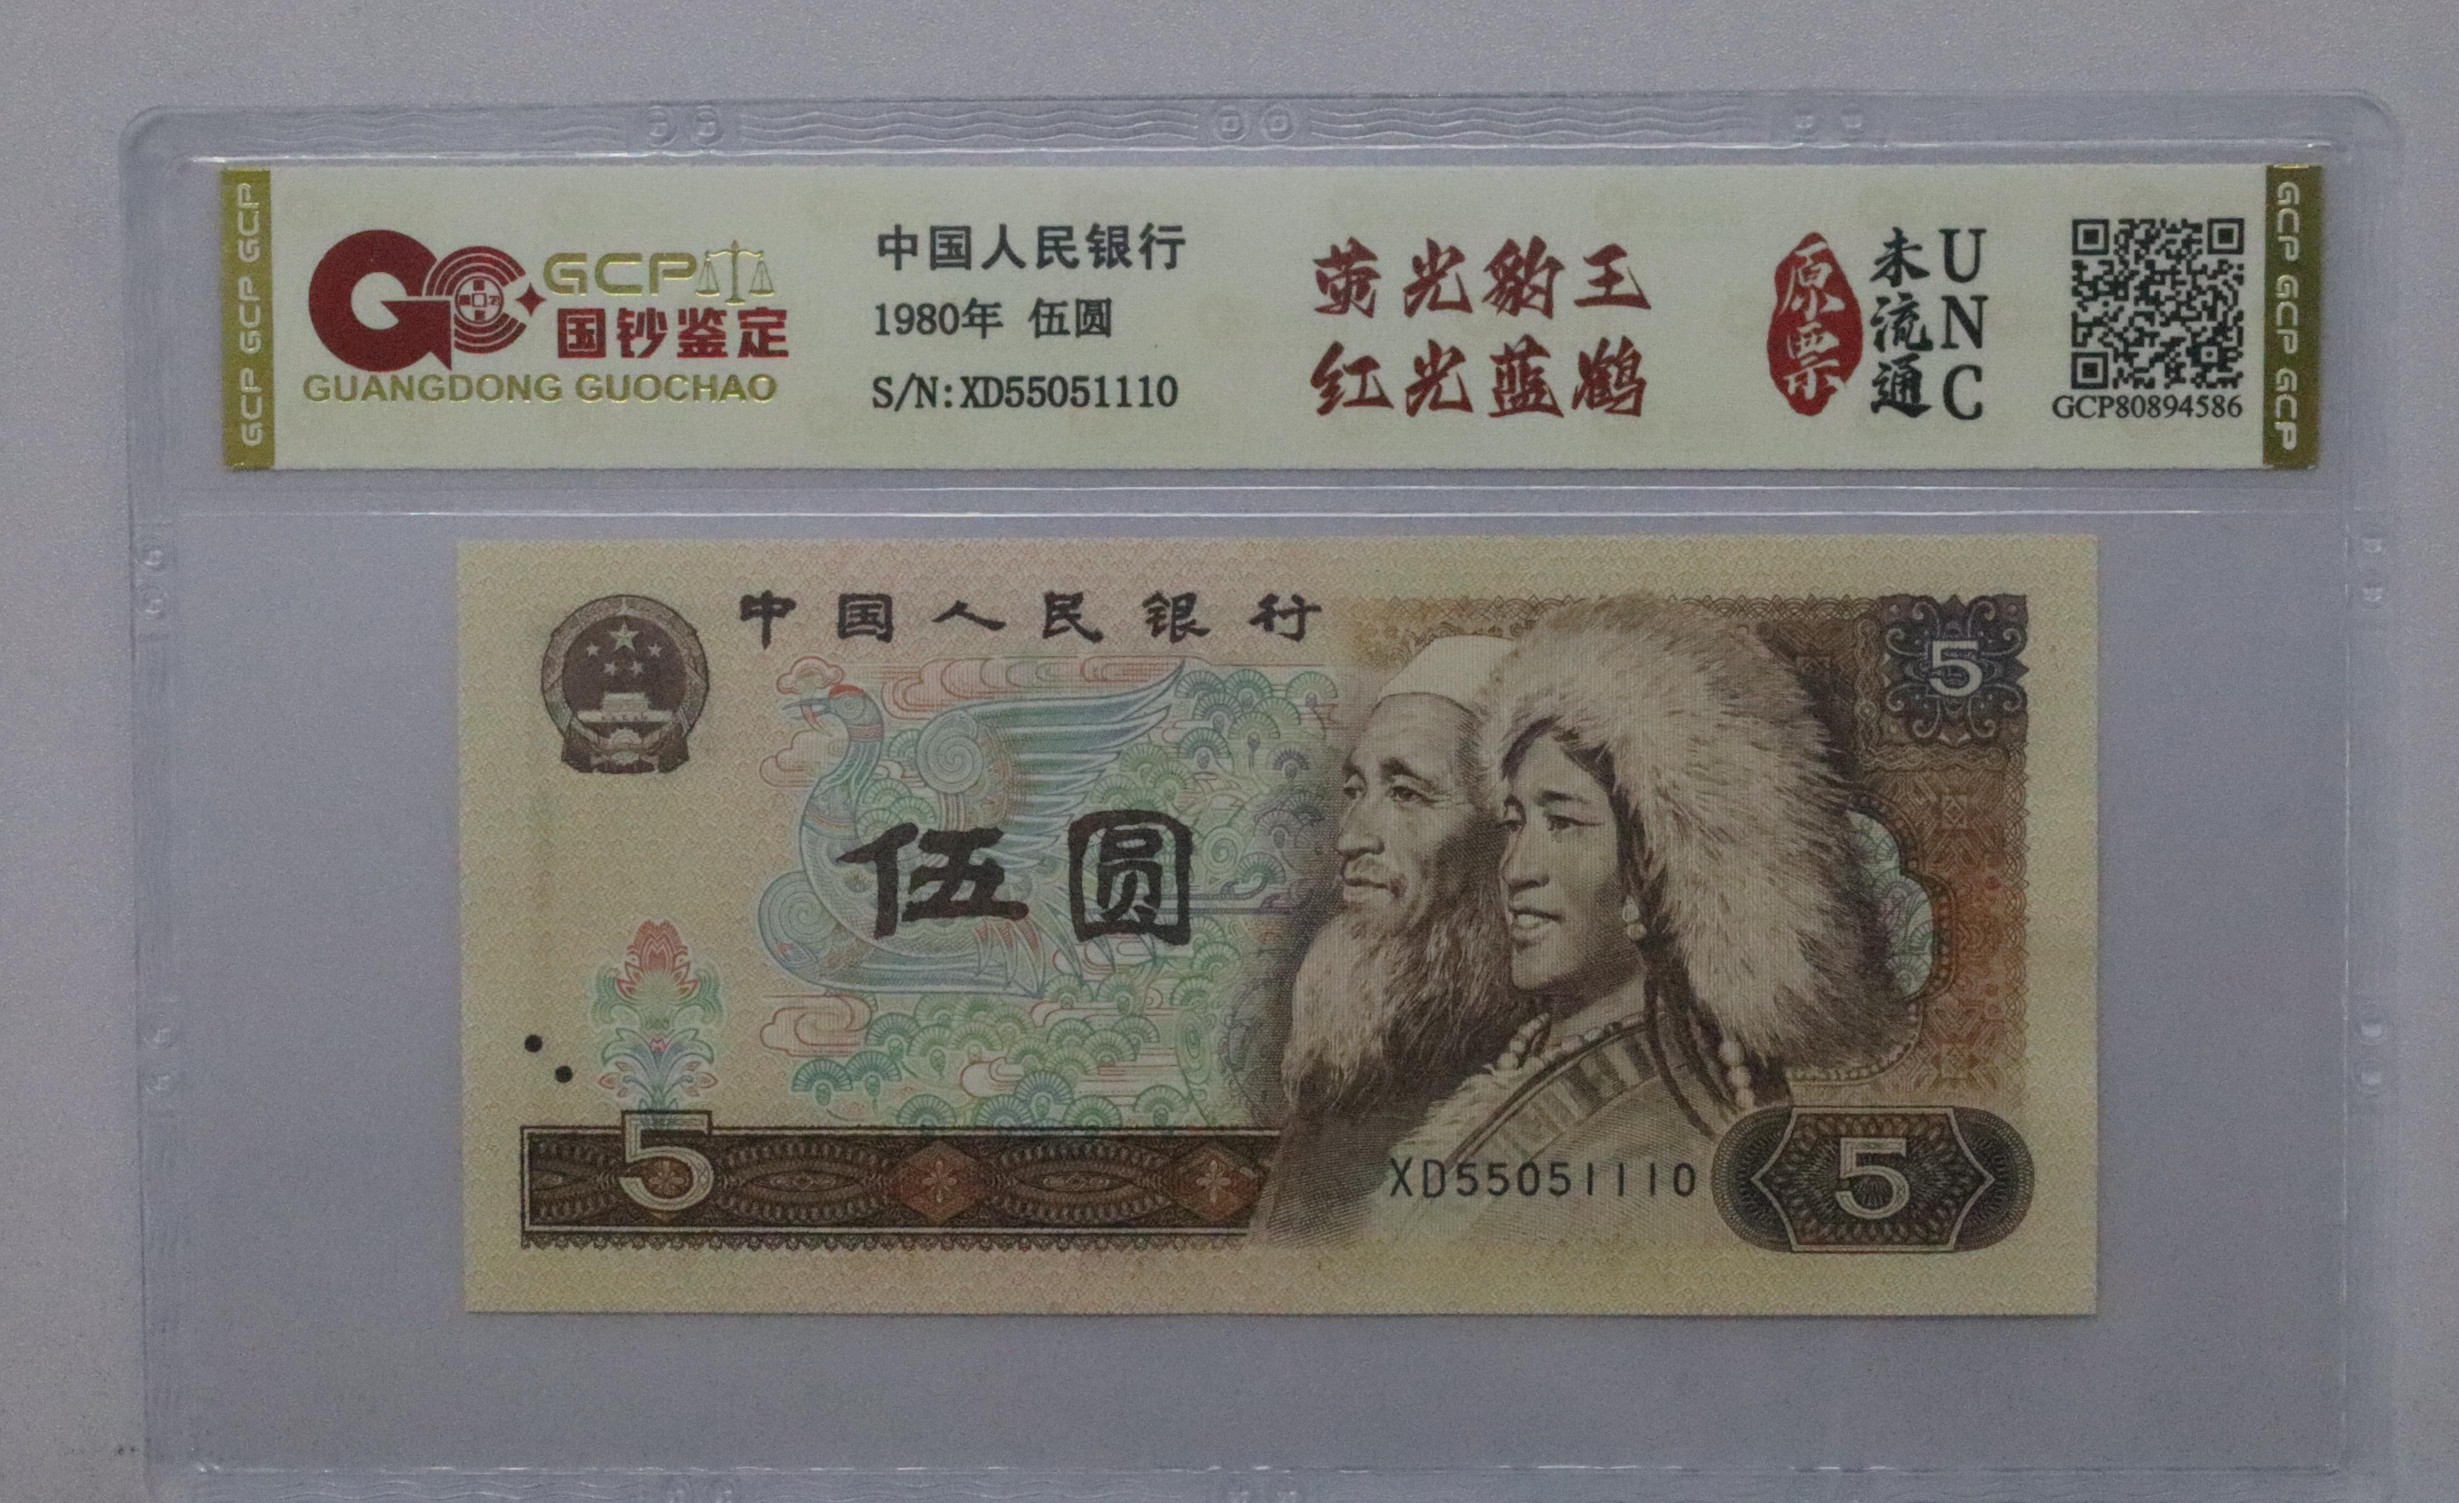 GCP GCP GCP
GCP
国钞鉴定
GUANGDONG GUOCHAO
中国人民银行
1980年 伍圆
S/N:XD55051110
荧光豹王
红光蓝鹤
原票
未流通
UNC
GCP80894586
GCP GCP GCP
中国人民银行
5
伍圆
5
XD55051110
5